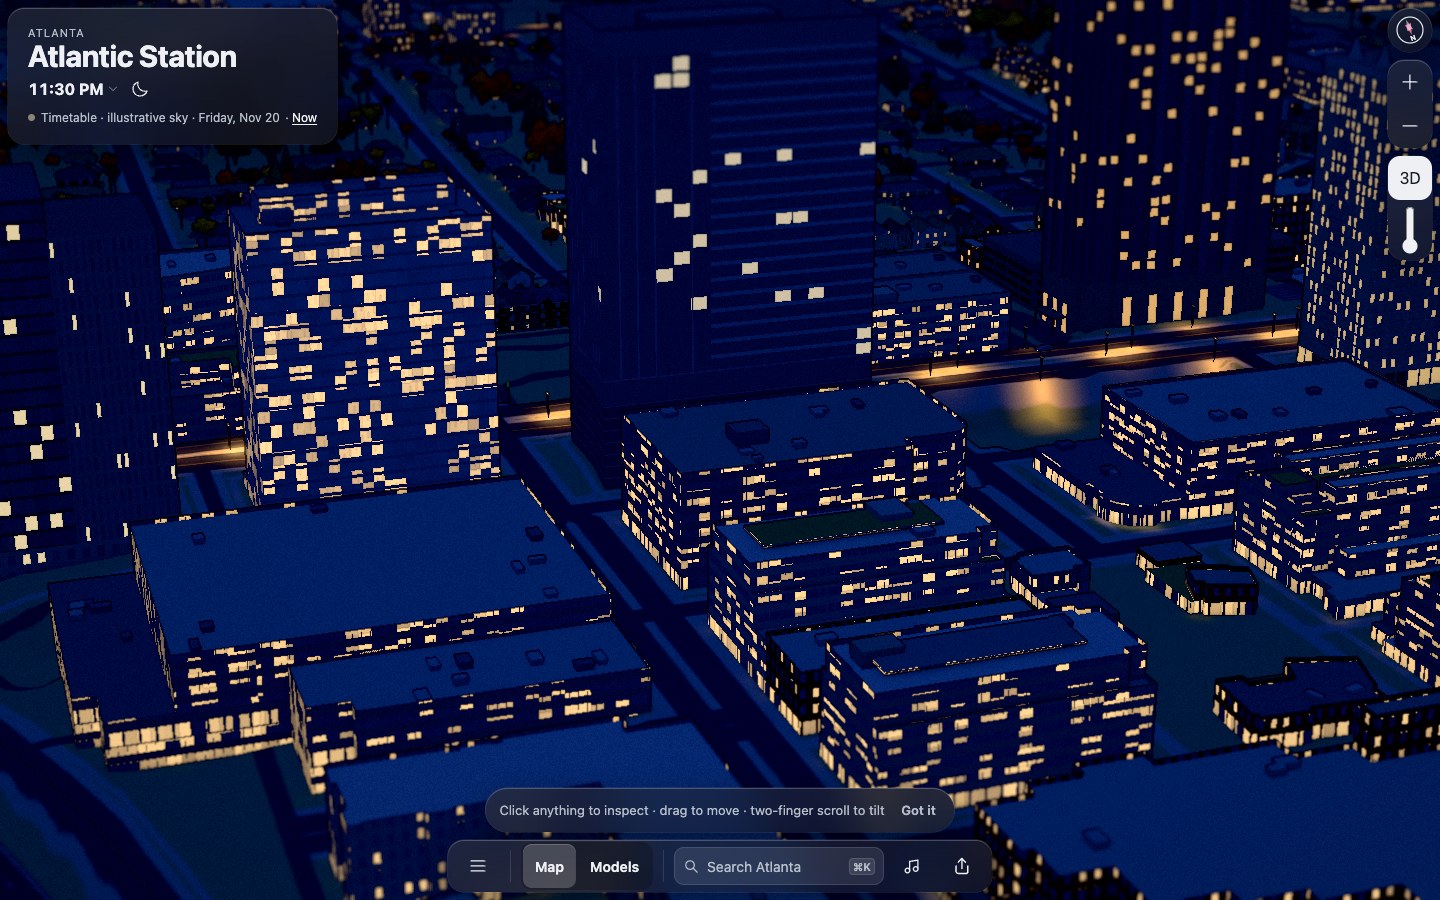 ATLANTA
Atlantic Station
11:30 PM
Timetable · illustrative sky · Friday, Nov 20 · Now
N
+
−
3D
Click anything to inspect · drag to move · two-finger scroll to tilt Got it
Map Models Search Atlanta ⌘K